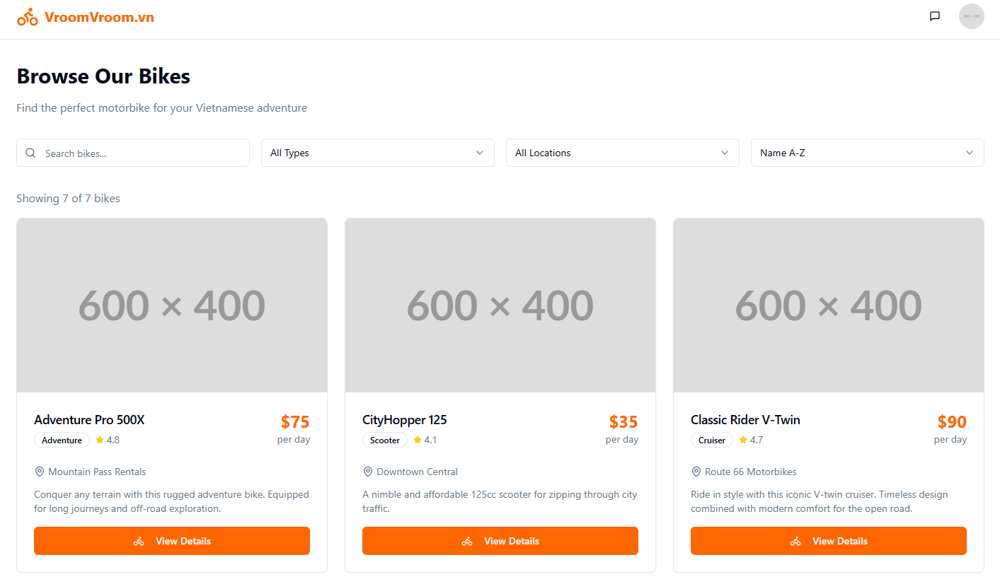 VroomVroom.vn
Browse Our Bikes
Find the perfect motorbike for your Vietnamese adventure
Search bikes...
All Types
All Locations
Name A-Z
Showing 7 of 7 bikes
600 × 400
600 × 400
600 × 400
Adventure Pro 500X
$75
Adventure
4.8
per day
Mountain Pass Rentals
Conquer any terrain with this rugged adventure bike. Equipped
for long journeys and off-road exploration.
View Details
CityHopper 125
$35
Scooter
4.1
per day
Downtown Central
A nimble and affordable 125cc scooter for zipping through city
traffic.
View Details
Classic Rider V-Twin
$90
Cruiser
4.7
per day
Route 66 Motorbikes
Ride in style with this iconic V-twin cruiser. Timeless design
combined with modern comfort for the open road.
View Details